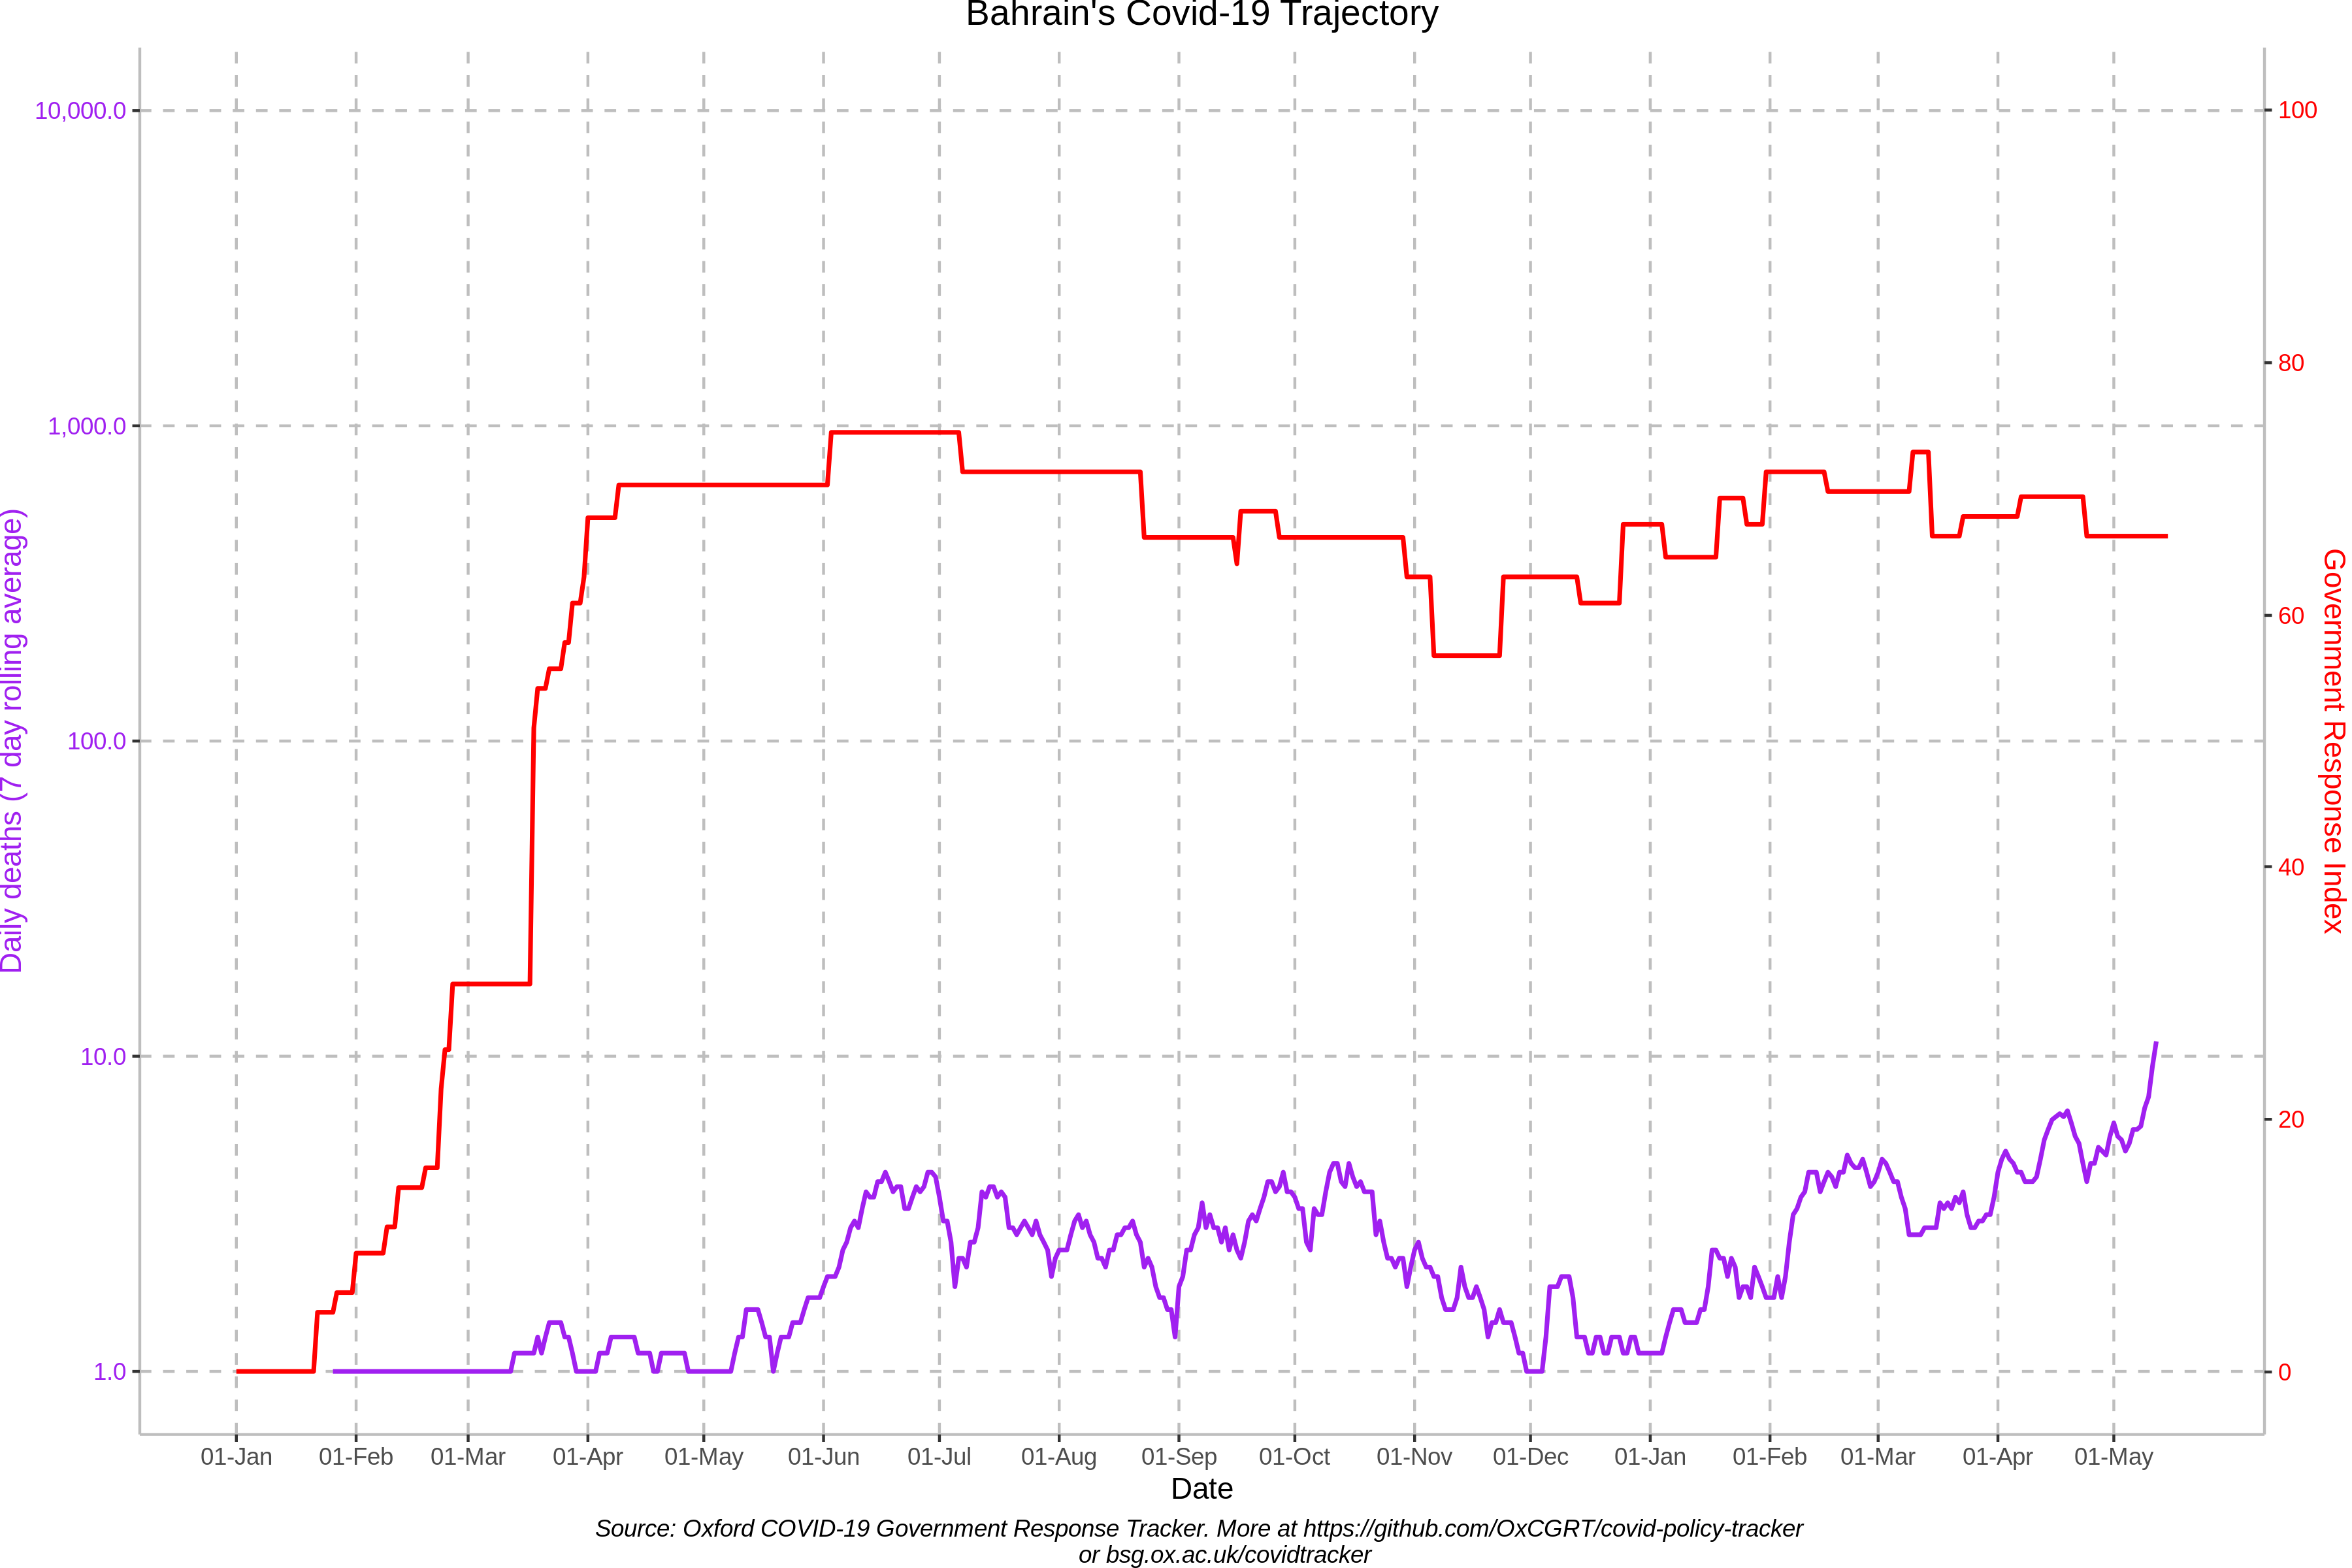 Bahrain's Covid-19 Trajectory
10,000.0
1,000.0
100.0
10.0
1.0
Daily deaths (7 day rolling average)
100
80
60
40
20
0
Government Response Index
01-Jan 01-Feb 01-Mar 01-Apr 01-May 01-Jun 01-Jul 01-Aug 01-Sep 01-Oct 01-Nov 01-Dec 01-Jan 01-Feb 01-Mar 01-Apr 01-May
Date
Source: Oxford COVID-19 Government Response Tracker. More at https://github.com/OxCGRT/covid-policy-tracker
or bsg.ox.ac.uk/covidtracker